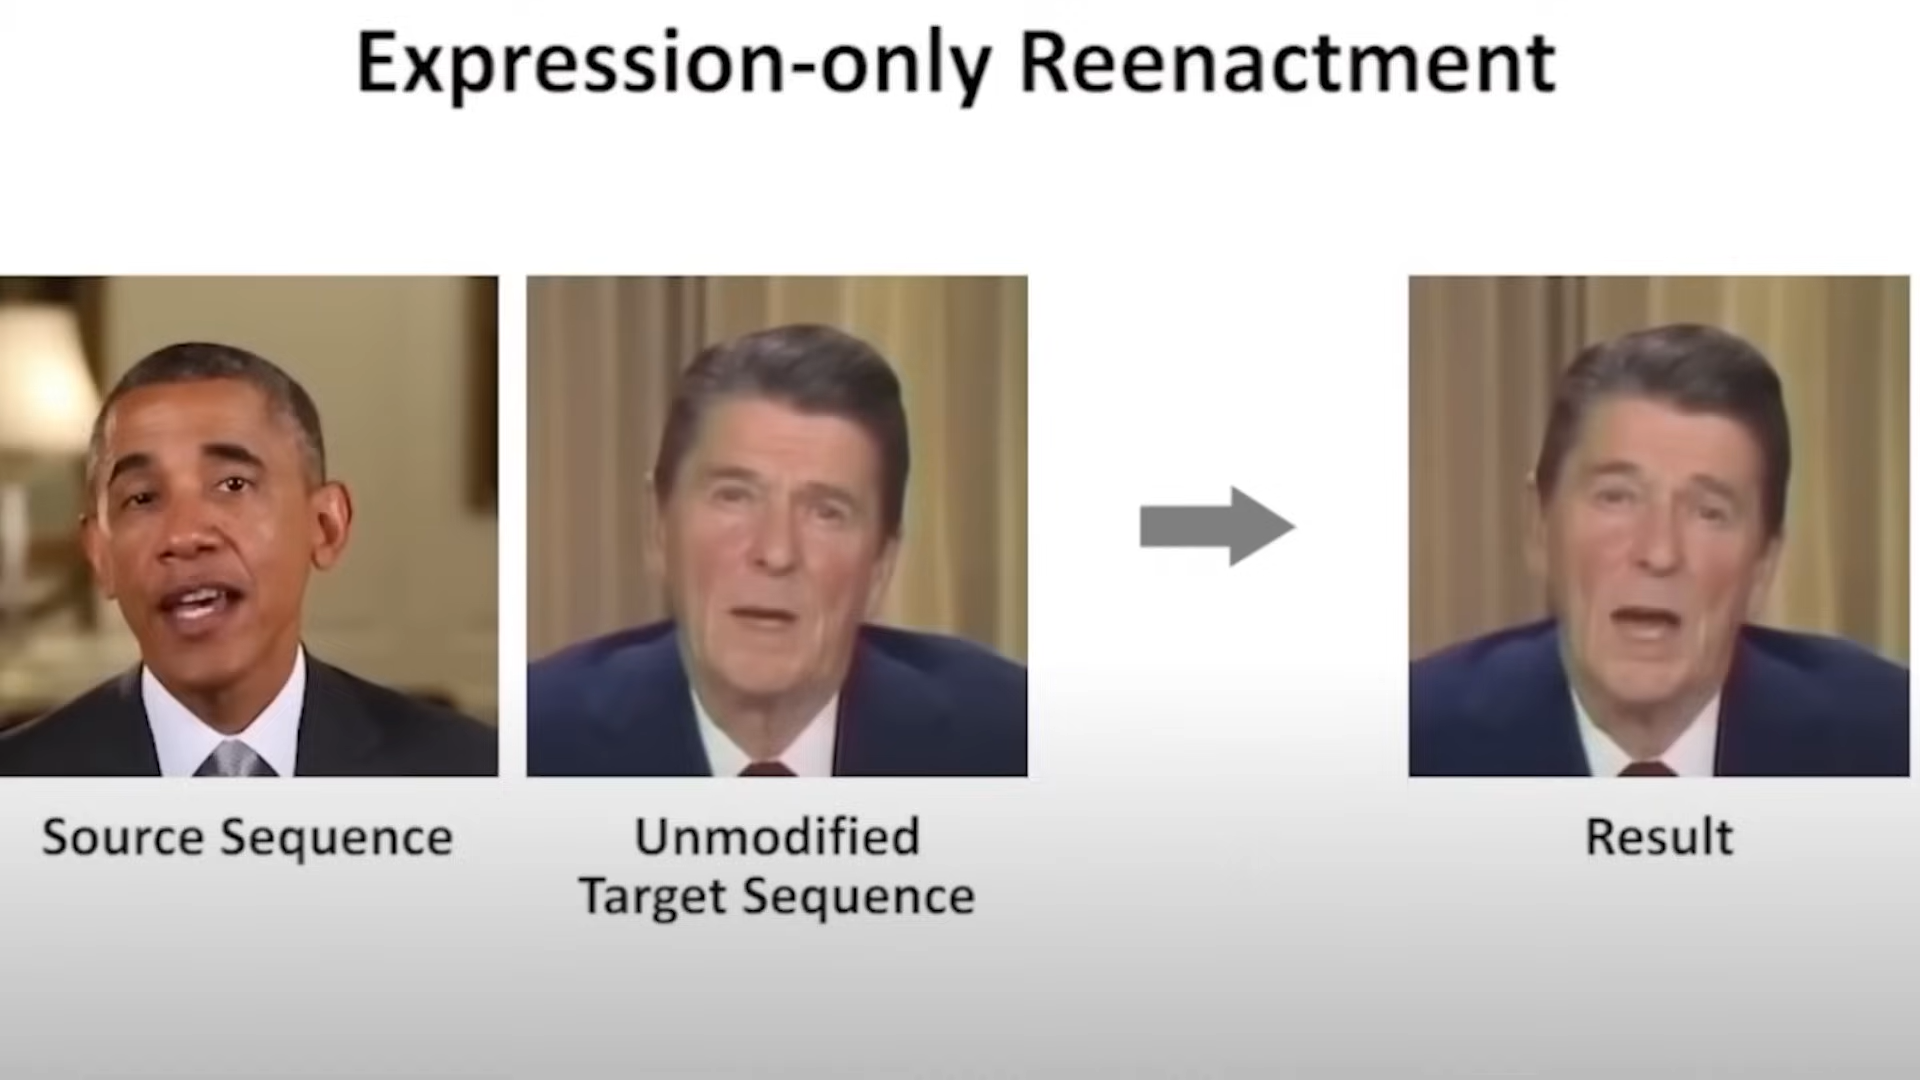 Expression-only Reenactment
Source Sequence
Unmodified
Target Sequence
Result